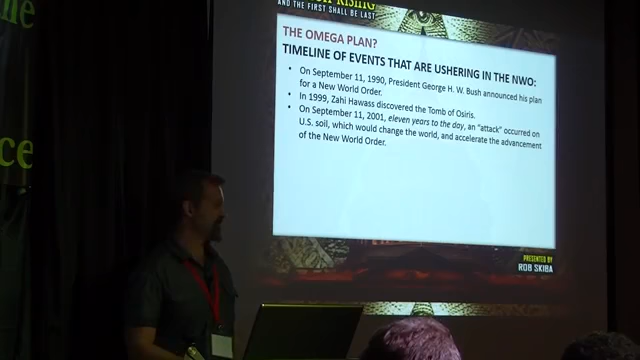 AND THE FIRST SHALL BE LAST
THE OMEGA PLAN?
TIMELINE OF EVENTS THAT ARE USHERING IN THE NWO:
• On September 11, 1990, President George H. W. Bush announced his plan
for a New World Order.
• In 1999, Zahi Hawass discovered the Tomb of Osiris.
• On September 11, 2001, eleven years to the day, an "attack" occurred on
U.S. soil, which would change the world, and accelerate the advancement
of the New World Order.
PRESENTED BY
ROB SKIBA